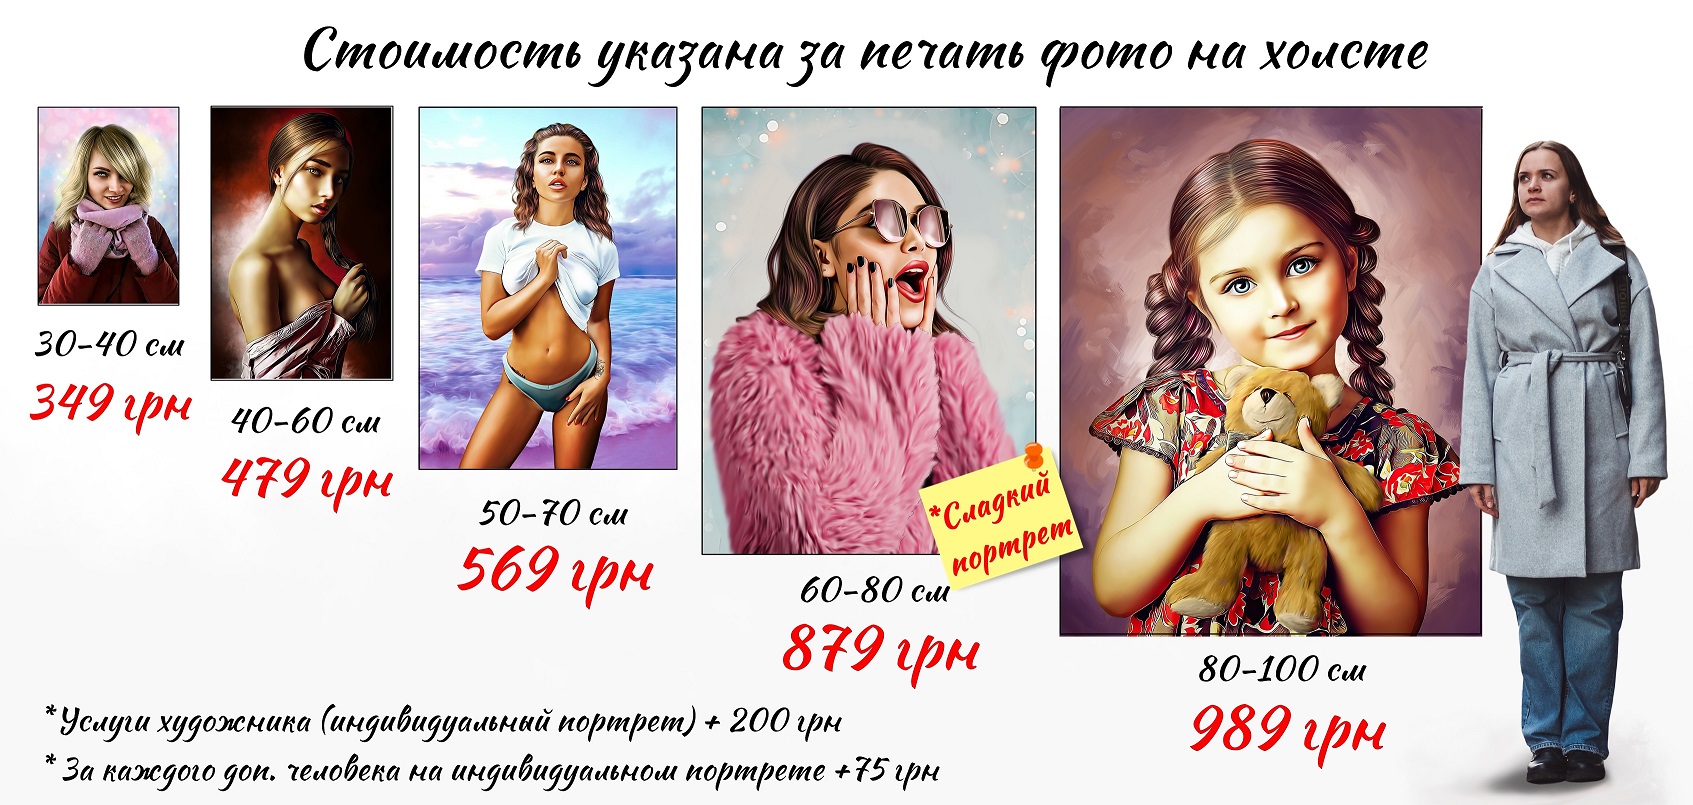 Стоимость указана за печать фото на холсте
30-40 см
349 грн
40-60 см
479 грн
50-70 см
569 грн
60-80 см
879 грн
*Сладкий
портрет
80-100 см
989 грн
*Услуги художника (индивидуальный портрет) + 200 грн
* За каждого доп. человека на индивидуальном портрете +75 грн